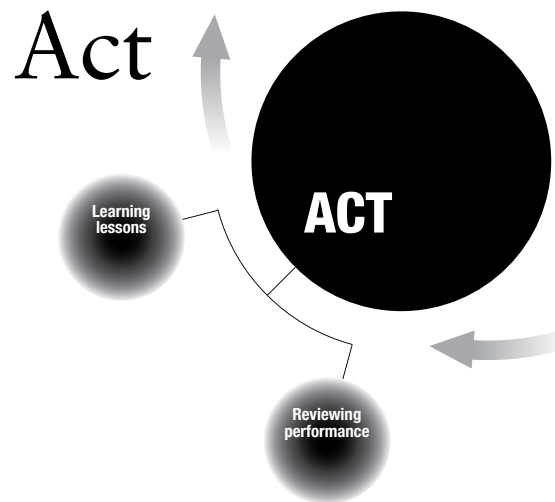 Act
ACT
Learning
lessons
Reviewing
performance